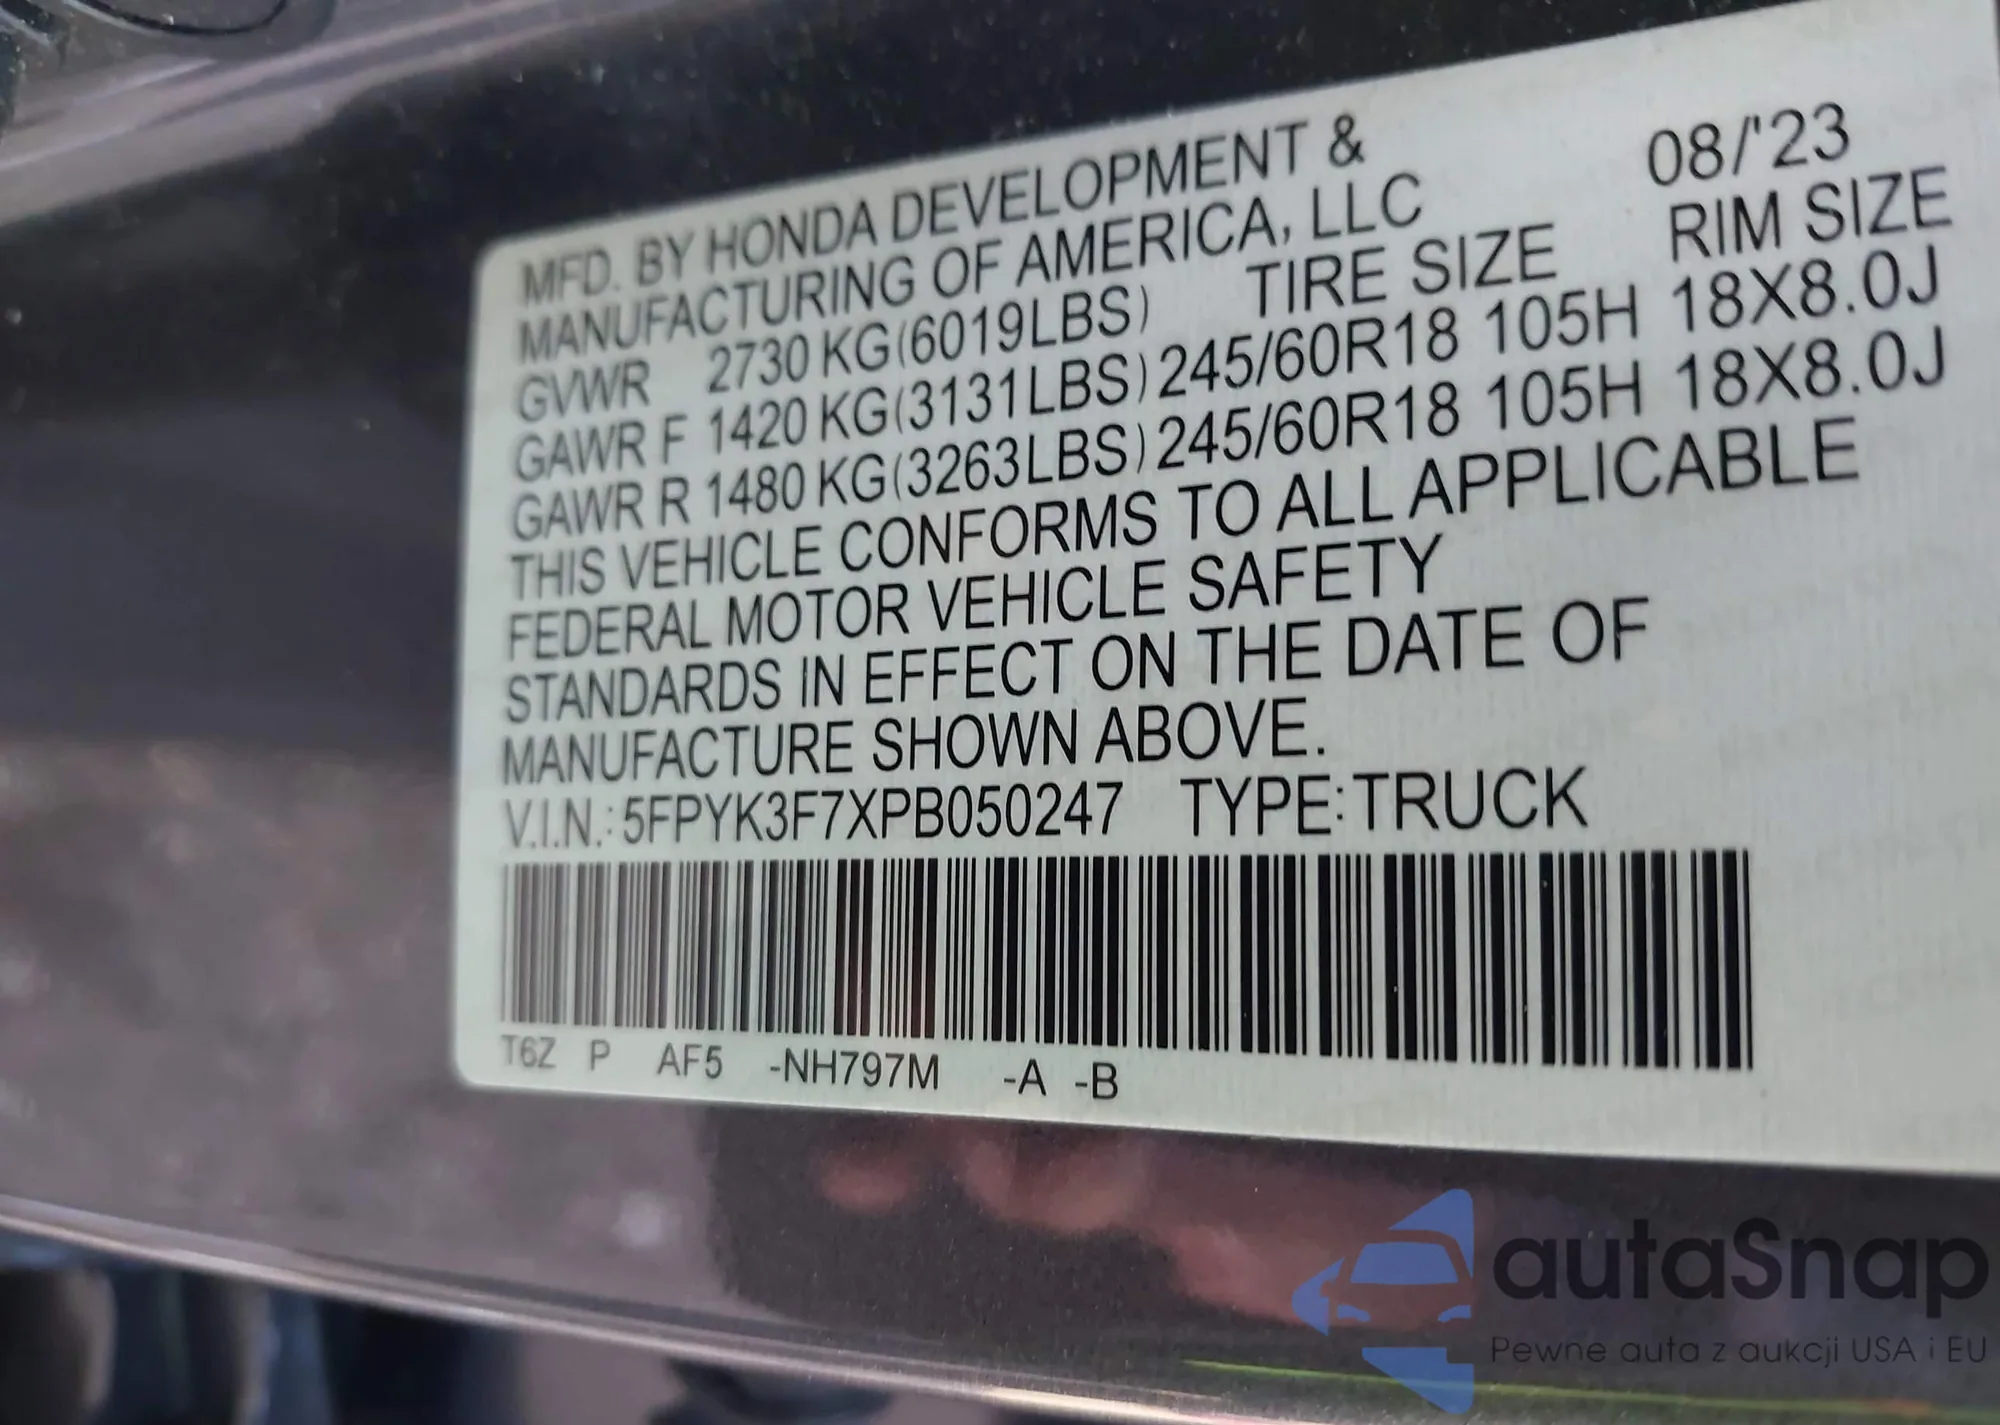 MFD. BY HONDA DEVELOPMENT & 08/'23
MANUFACTURING OF AMERICA, LLC
TIRE SIZE RIM SIZE
GVWR 2730 KG(6019LBS)
GAWR F 1420 KG(3131LBS) 245/60R18 105H 18X8.0J
GAWR R 1480 KG(3263LBS) 245/60R18 105H 18X8.0J
THIS VEHICLE CONFORMS TO ALL APPLICABLE
FEDERAL MOTOR VEHICLE SAFETY
STANDARDS IN EFFECT ON THE DATE OF
MANUFACTURE SHOWN ABOVE.
V.I.N.: 5FPYK3F7XPB050247 TYPE:TRUCK
T6Z P AF5 -NH797M -A -B
autaSnap
Pewne auta z aukcji USA i EU